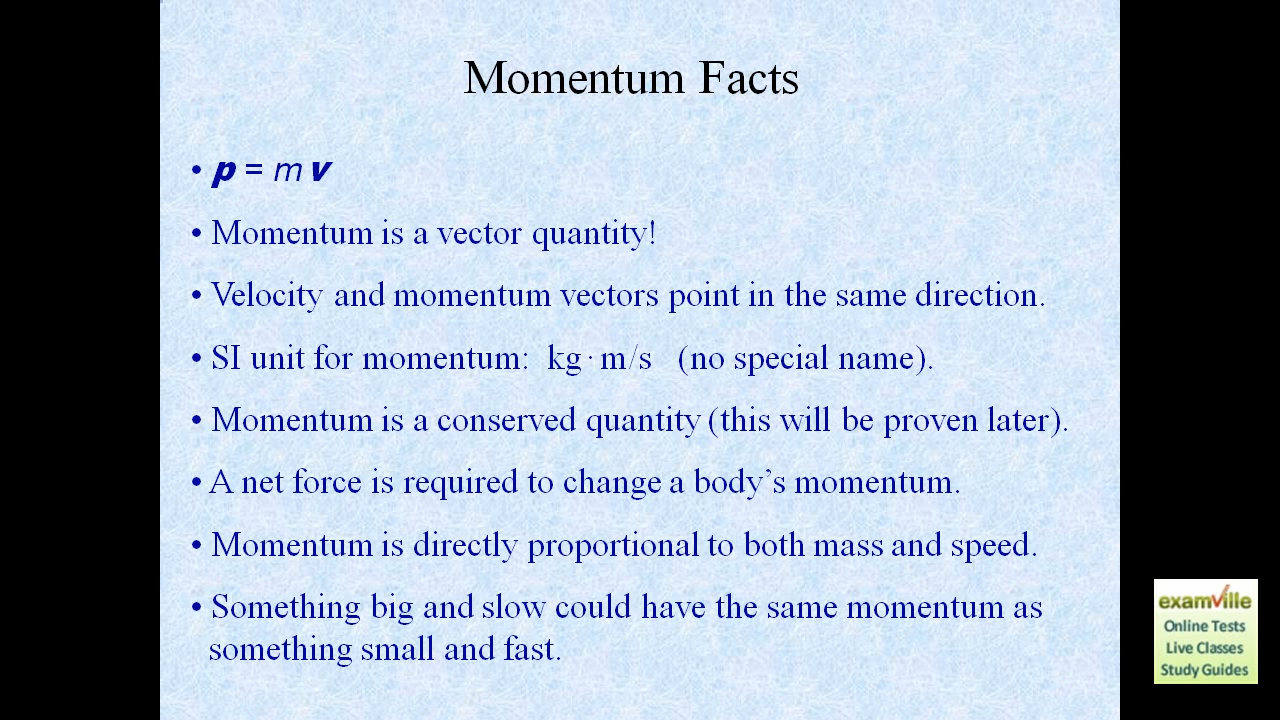 Momentum Facts
• p = m v
• Momentum is a vector quantity!
• Velocity and momentum vectors point in the same direction.
• SI unit for momentum: kg · m/s (no special name).
• Momentum is a conserved quantity (this will be proven later).
• A net force is required to change a body’s momentum.
• Momentum is directly proportional to both mass and speed.
• Something big and slow could have the same momentum as
something small and fast.
examville
Online Tests
Live Classes
Study Guides